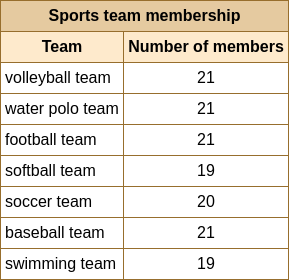 Sports team membership
Team Number of members
volleyball team 21
water polo team 21
football team 21
softball team 19
soccer team 20
baseball team 21
swimming team 19